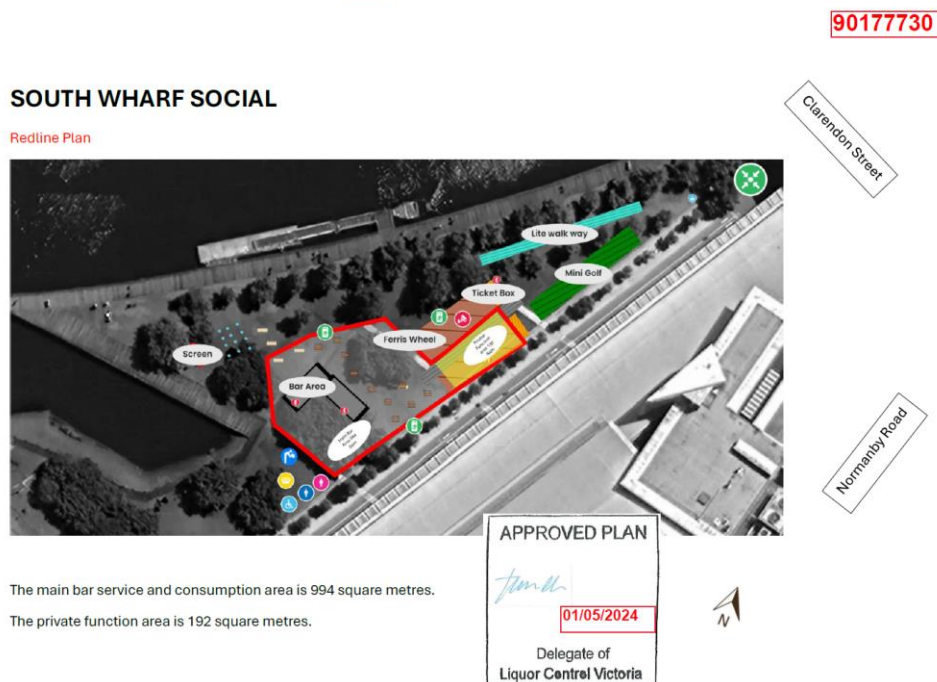 90177730
SOUTH WHARF SOCIAL
Redline Plan
Clarendon Street
Lite walk way
Mini Golf
Ticket Box
Ferris Wheel
Screen
Bar Area
Normanby Road
The main bar service and consumption area is 994 square metres.
The private function area is 192 square metres.
APPROVED PLAN
01/05/2024
Delegate of
Liquor Control Victoria
N